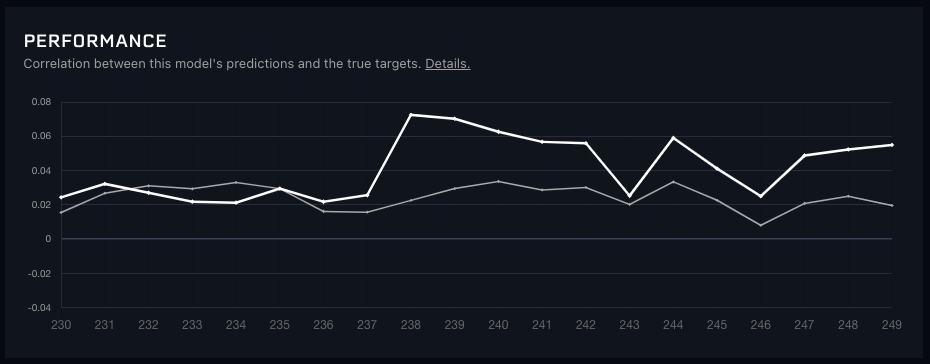 PERFORMANCE
Correlation between this model's predictions and the true targets. Details.
0.08
0.06
0.04
0.02
0
-0.02
-0.04
230 231 232 233 234 235 236 237 238 239 240 241 242 243 244 245 246 247 248 249